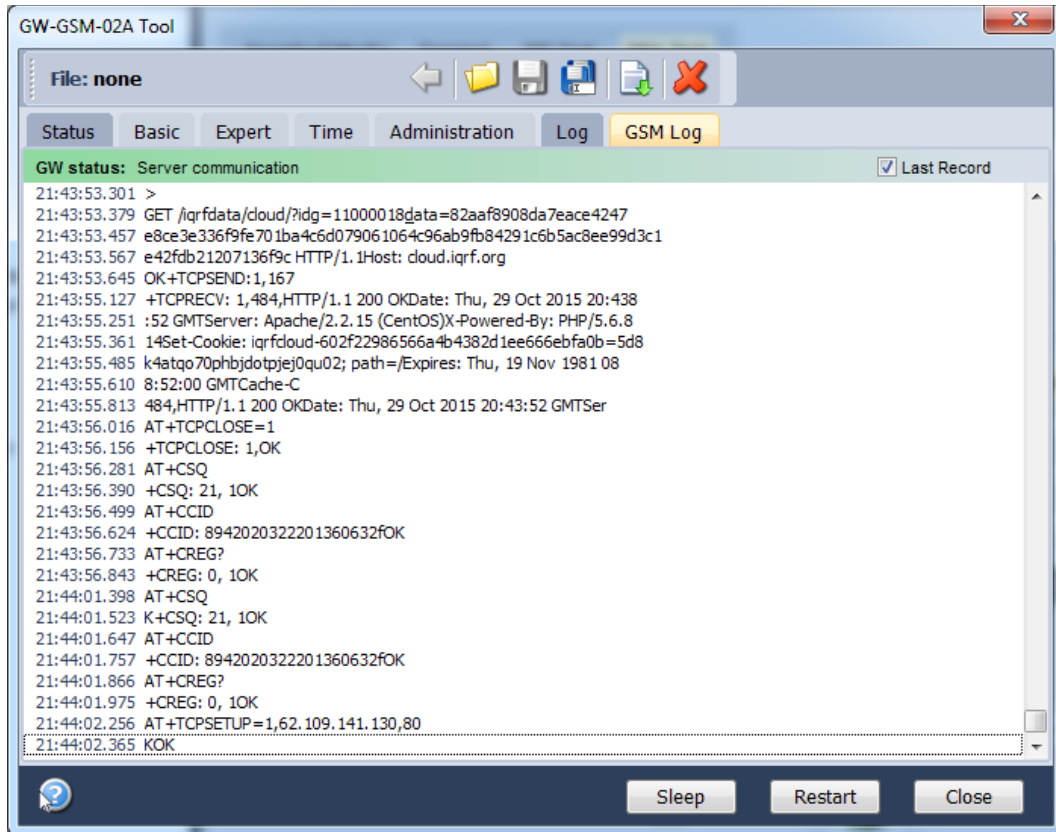 GW-GSM-02A Tool
File: none
Status Basic Expert Time Administration Log GSM Log
GW status: Server communication Last Record
21:43:53.301 >
21:43:53.379 GET /iqrfdata/cloud/?idg=11000018data=82aaf8908da7eace4247
21:43:53.457 e8ce3e336f9fe701ba4c6d079061064c96ab9fb84291c6b5ac8ee99d3c1
21:43:53.567 e42fdb21207136f9c HTTP/1.1Host: cloud.iqrf.org
21:43:53.645 OK+TCPSEND:1,167
21:43:55.127 +TCPRECV: 1,484,HTTP/1.1 200 OKDate: Thu, 29 Oct 2015 20:438
21:43:55.251 :52 GMTServer: Apache/2.2.15 (CentOS)X-Powered-By: PHP/5.6.8
21:43:55.361 14Set-Cookie: iqrfcloud-602f22986566a4b4382d1ee666ebfa0b=5d8
21:43:55.485 k4atqo70phbjdotpjej0qu02; path=/Expires: Thu, 19 Nov 1981 08
21:43:55.610 8:52:00 GMTCache-C
21:43:55.813 484,HTTP/1.1 200 OKDate: Thu, 29 Oct 2015 20:43:52 GMTSer
21:43:56.016 AT+TCPCLOSE=1
21:43:56.156 +TCPCLOSE: 1,OK
21:43:56.281 AT+CSQ
21:43:56.390 +CSQ: 21, 1OK
21:43:56.499 AT+CCID
21:43:56.624 +CCID: 8942020322201360632fOK
21:43:56.733 AT+CREG?
21:43:56.843 +CREG: 0, 1OK
21:44:01.398 AT+CSQ
21:44:01.523 K+CSQ: 21, 1OK
21:44:01.647 AT+CCID
21:44:01.757 +CCID: 8942020322201360632fOK
21:44:01.866 AT+CREG?
21:44:01.975 +CREG: 0, 1OK
21:44:02.256 AT+TCPSETUP=1,62.109.141.130,80
21:44:02.365 KOK
Sleep Restart Close